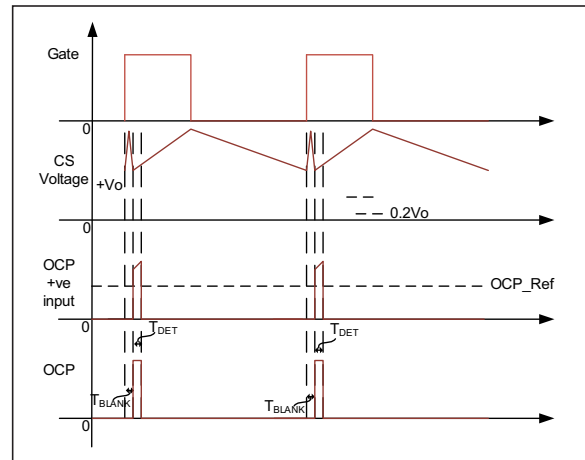 Gate
0
CS
Voltage
+Vo
0.2Vo
0
OCP
+ve
input
OCP_Ref
0
TDET
TDET
OCP
TBLANK
TBLANK
0